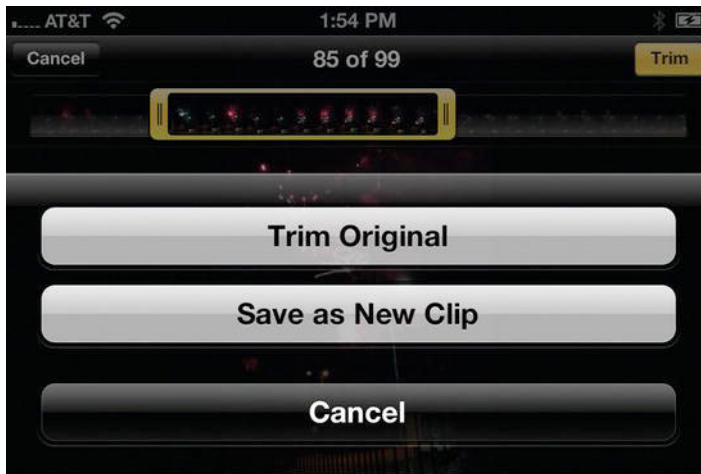 AT&T 1:54 PM
Cancel 85 of 99 Trim
Trim Original
Save as New Clip
Cancel